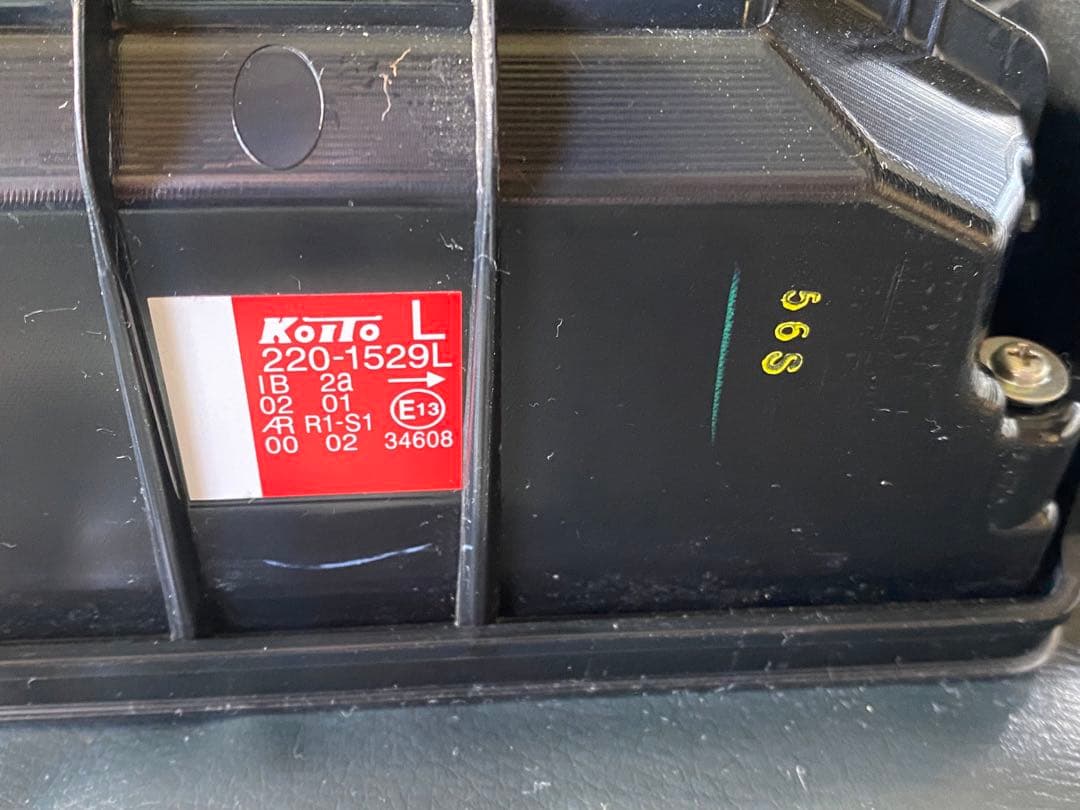 KOITO L
220-1529L
IB 2a →
02 01 E13
AR R1-S1
00 02 34608
56S